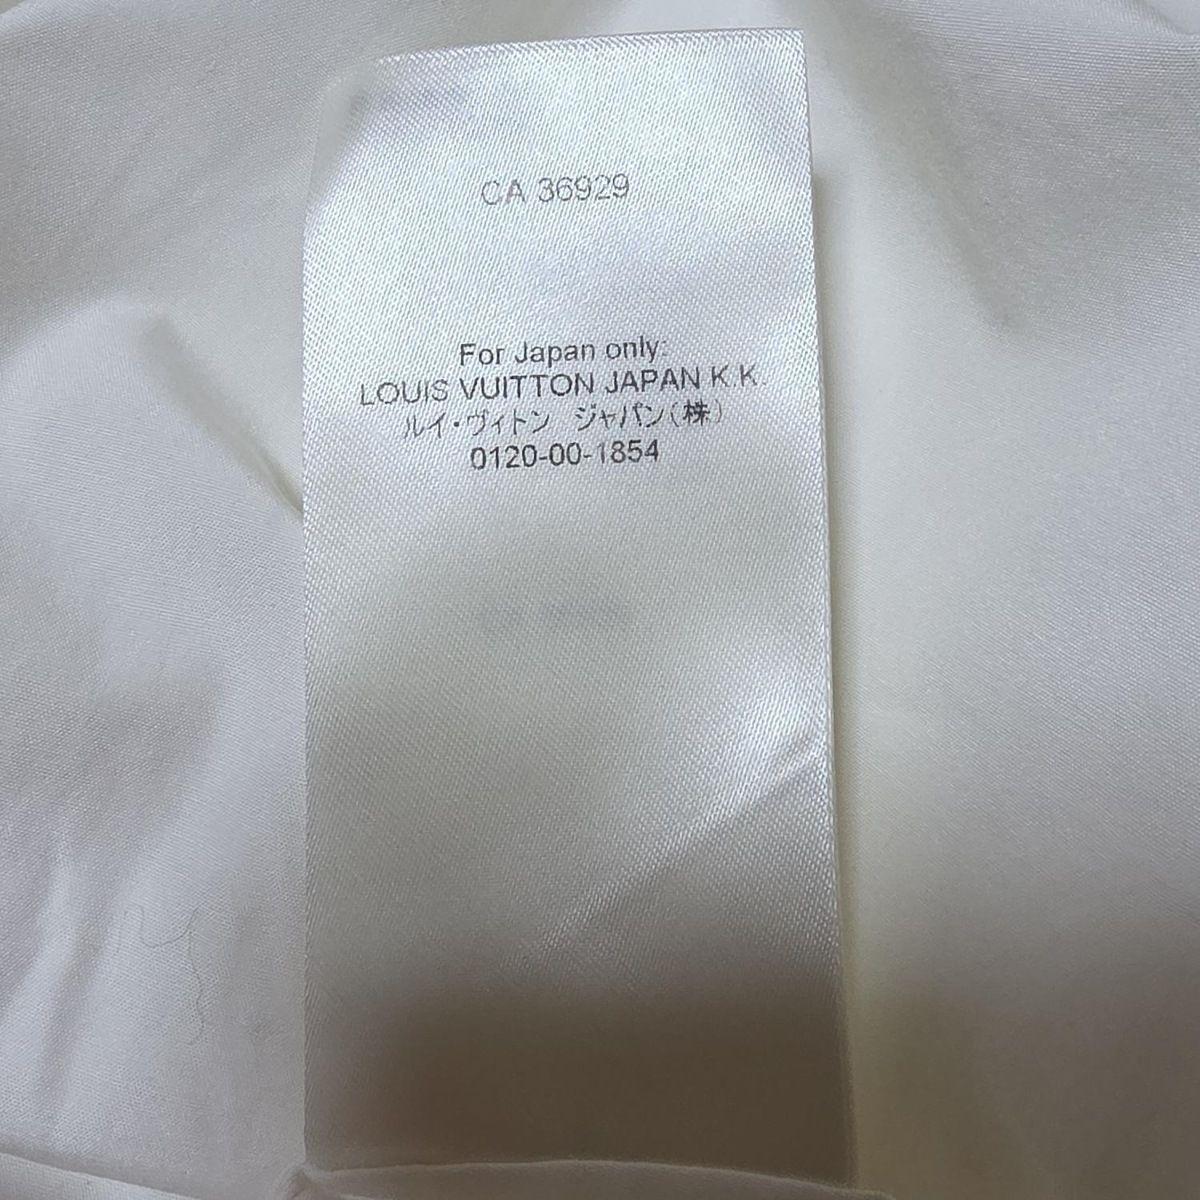 CA 36929
For Japan only:
LOUIS VUITTON JAPAN K.K.
ルイ・ヴィトン ジャパン(株)
0120-00-1854